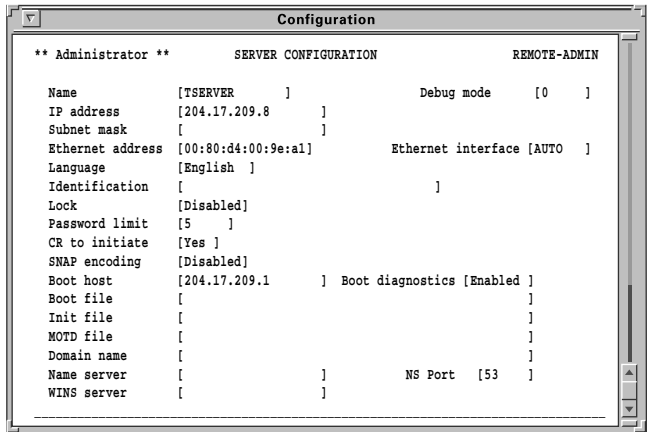 Configuration
** Administrator ** SERVER CONFIGURATION REMOTE-ADMIN
Name [TSERVER ] Debug mode [0 ]
IP address [204.17.209.8 ]
Subnet mask [ ]
Ethernet address [00:80:d4:00:9e:a1] Ethernet interface [AUTO ]
Language [English ]
Identification [ ]
Lock [Disabled]
Password limit [5 ]
CR to initiate [Yes ]
SNAP encoding [Disabled]
Boot host [204.17.209.1 ] Boot diagnostics [Enabled ]
Boot file [ ]
Init file [ ]
MOTD file [ ]
Domain name [ ]
Name server [ ] NS Port [53 ]
WINS server [ ]